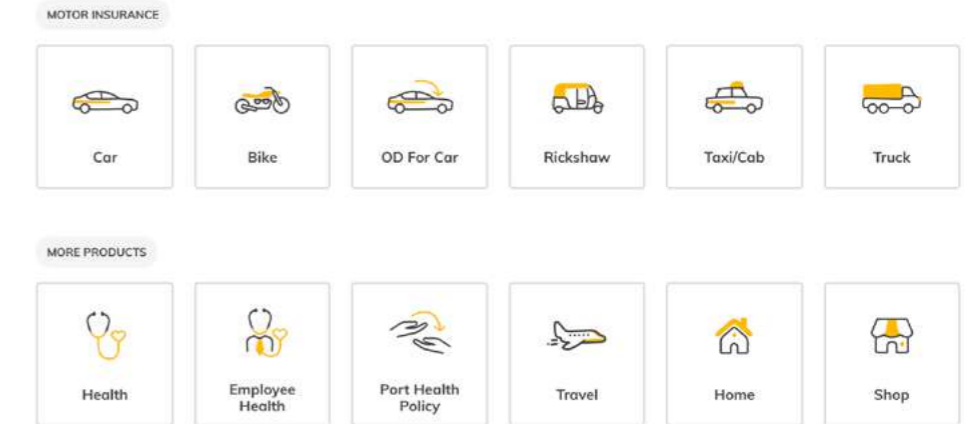 MOTOR INSURANCE
Car
Bike
OD For Car
Rickshaw
Taxi/Cab
Truck
MORE PRODUCTS
Health
Employee
Health
Port Health
Policy
Travel
Home
Shop